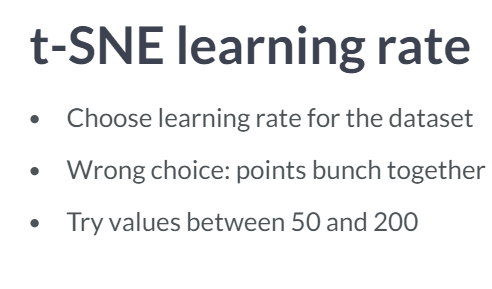 t-SNE learning rate
• Choose learning rate for the dataset
• Wrong choice: points bunch together
• Try values between 50 and 200